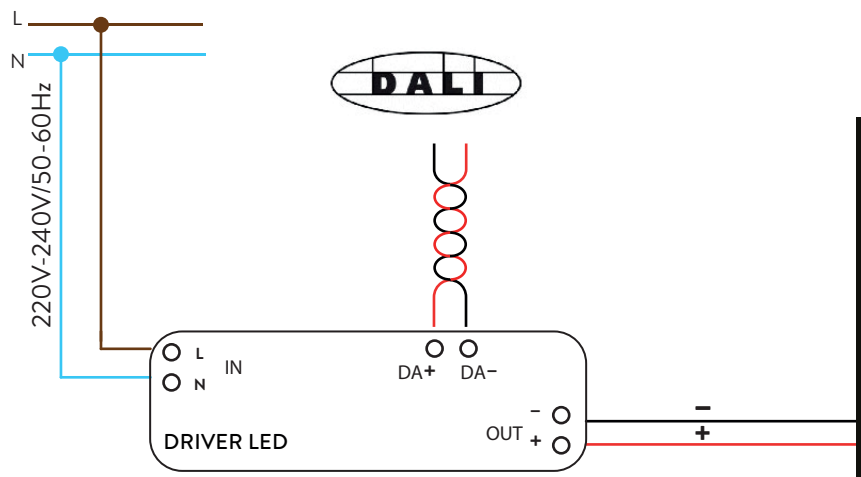 L
N
220V-240V/50-60Hz
DALI
L
IN
N
DA+ DA-
DRIVER LED
OUT
-
+
-
+